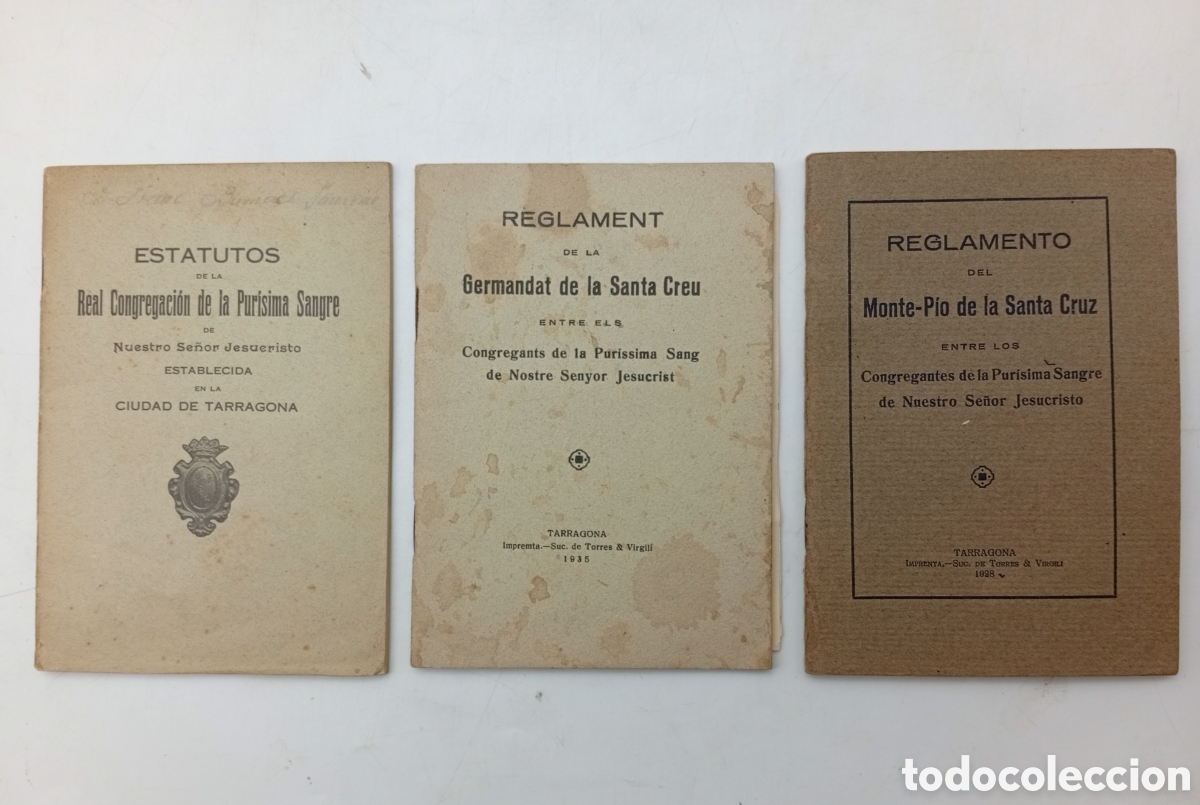 ESTATUTOS
DE LA
Real Congregación de la Purísima Sangre
DE
Nuestro Señor Jesucristo
ESTABLECIDA
EN LA
CIUDAD DE TARRAGONA
REGLAMENT
DE LA
Germandat de la Santa Creu
ENTRE ELS
Congregants de la Puríssima Sang
de Nostre Senyor Jesucrist
TARRAGONA
Impremta.—Suc. de Torres & Virgili
1935
REGLAMENTO
DEL
Monte-Pío de la Santa Cruz
ENTRE LOS
Congregantes de la Purísima Sangre
de Nuestro Señor Jesucristo
TARRAGONA
Imprenta.—Suc. de Torres & Virgili
1928
todocoleccion